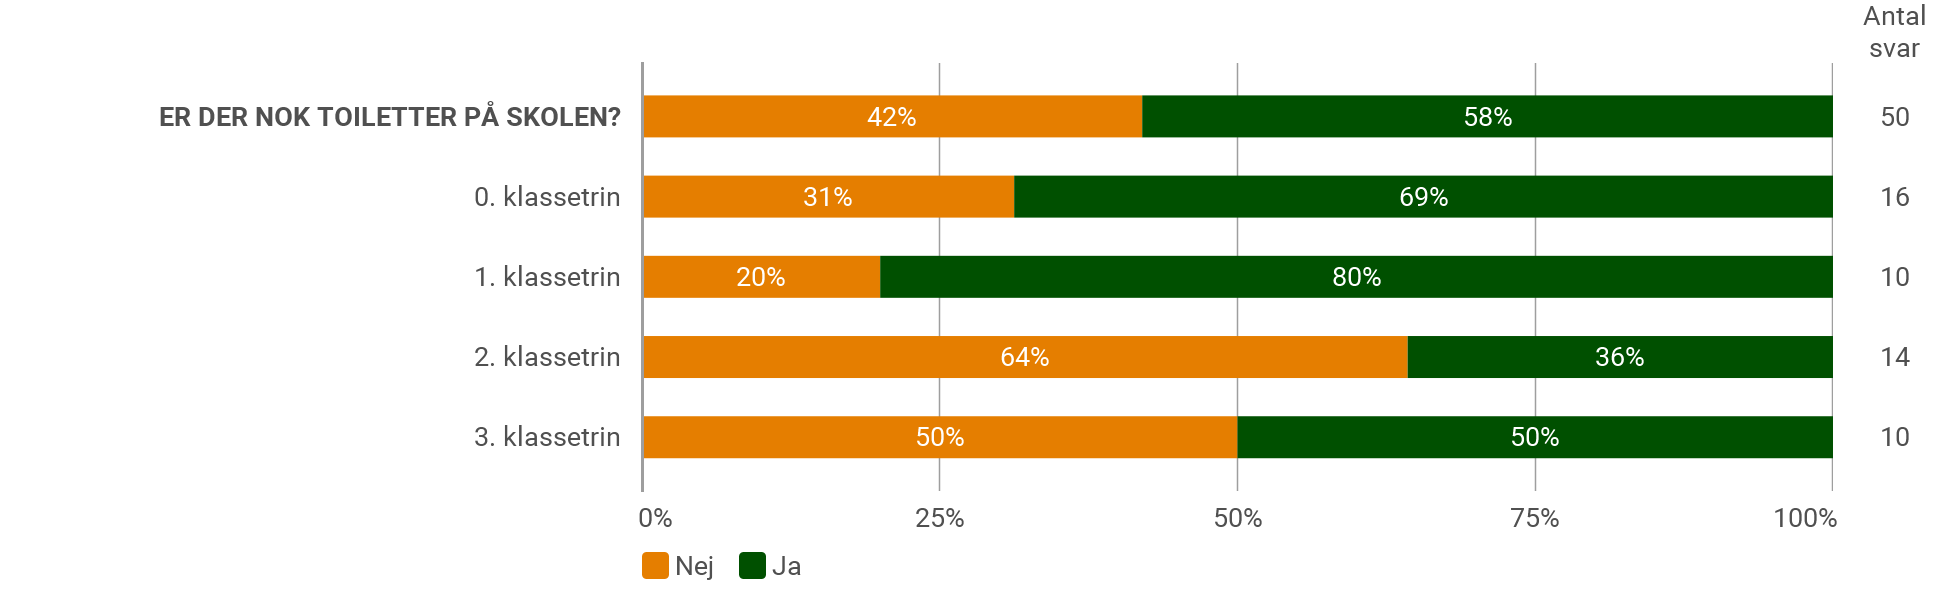 Antal
svar
ER DER NOK TOILETTER PÅ SKOLEN? 42% 58% 50
0. klassetrin 31% 69% 16
1. klassetrin 20% 80% 10
2. klassetrin 64% 36% 14
3. klassetrin 50% 50% 10
0% 25% 50% 75% 100%
Nej Ja